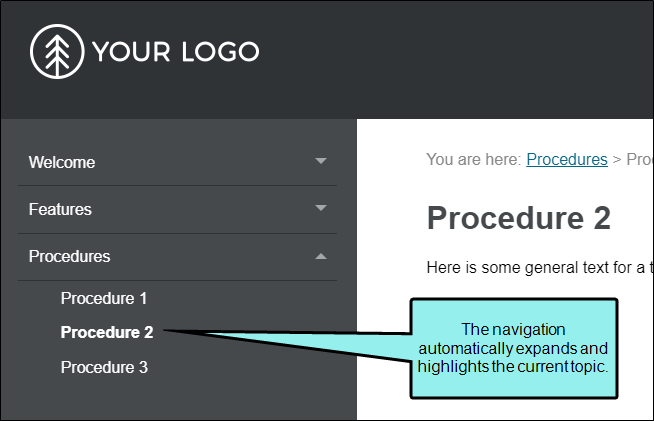 YOUR LOGO
Welcome
Features
Procedures
Procedure 1
Procedure 2
Procedure 3
You are here: Procedures > Pro
Procedure 2
Here is some general text for a t
The navigation
automatically expands and
highlights the current topic.